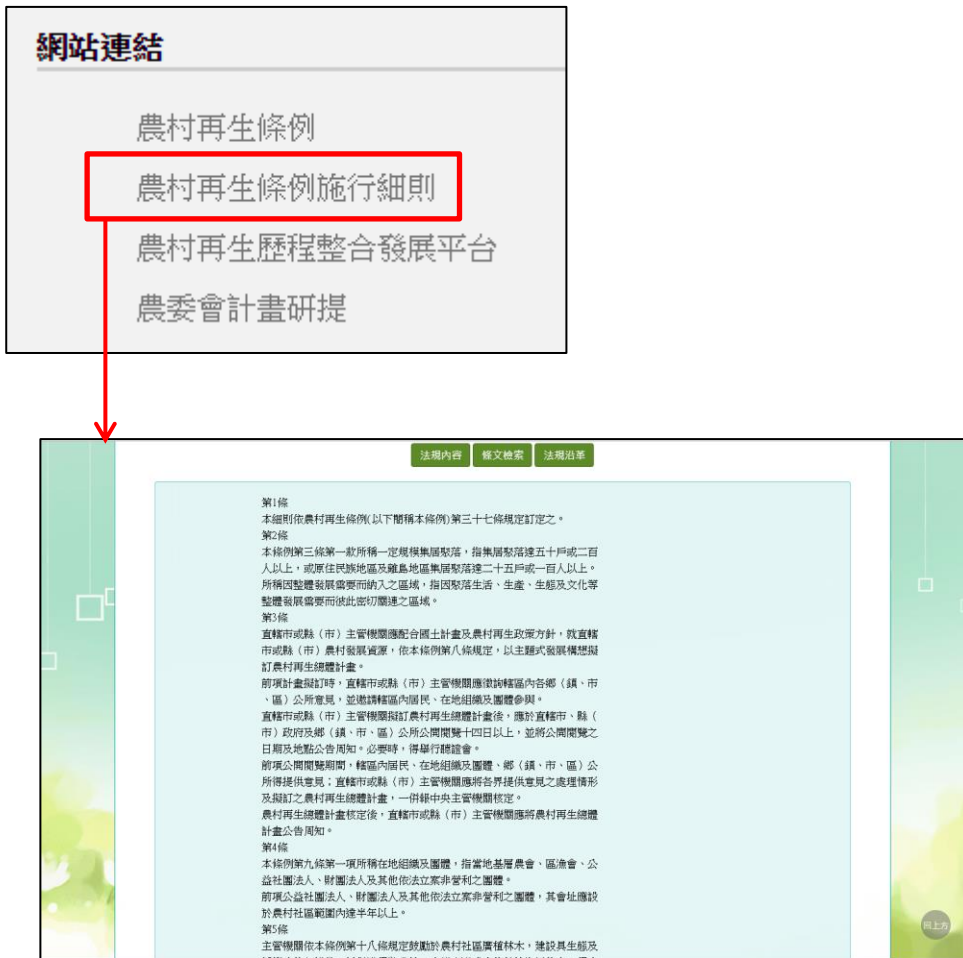 網站連結
農村再生條例
農村再生條例施行細則
農村再生歷程整合發展平台
農委會計畫研提
法規內容 條文檢索 法規沿革
第1條
本細則依農村再生條例(以下簡稱本條例)第三十七條規定訂定之。
第2條
本條例第三條第一款所稱一定規模集居聚落，指集居聚落達五十戶或二百
人以上，或原住民族地區及離島地區集居聚落達二十五戶或一百人以上。
所稱因整體發展需要而納入之區域，指因聚落生活、生產、生態及文化等
整體發展需要而彼此密切關連之區域。
第3條
直轄市或縣（市）主管機關應配合國土計畫及農村再生政策方針，就直轄
市或縣（市）農村發展資源，依本條例第八條規定，以主題式發展構想擬
訂農村再生總體計畫。
前項計畫擬訂時，直轄市或縣（市）主管機關應徵詢轄區內各鄉（鎮、市
、區）公所意見，並邀請轄區內居民、在地組織及團體參與。
直轄市或縣（市）主管機關擬訂農村再生總體計畫後，應於直轄市、縣（
市）政府及鄉（鎮、市、區）公所公開閱覽十四日以上，並將公開閱覽之
日期及地點公告周知。必要時，得舉行聽證會。
前項公開閱覽期間，轄區內居民、在地組織及團體、鄉（鎮、市、區）公
所得提供意見；直轄市或縣（市）主管機關應將各界提供意見之處理情形
及擬訂之農村再生總體計畫，一併報中央主管機關核定。
農村再生總體計畫核定後，直轄市或縣（市）主管機關應將農村再生總體
計畫公告周知。
第4條
本條例第九條第一項所稱在地組織及團體，指當地基層農會、區漁會、公
益社團法人、財團法人及其他依法立案非營利之團體。
前項公益社團法人、財團法人及其他依法立案非營利之團體，其會址應設
於農村社區範圍內達半年以上。
第5條
主管機關依本條例第十八條規定鼓勵於農村社區廣植林木，建設具生態及
回上方